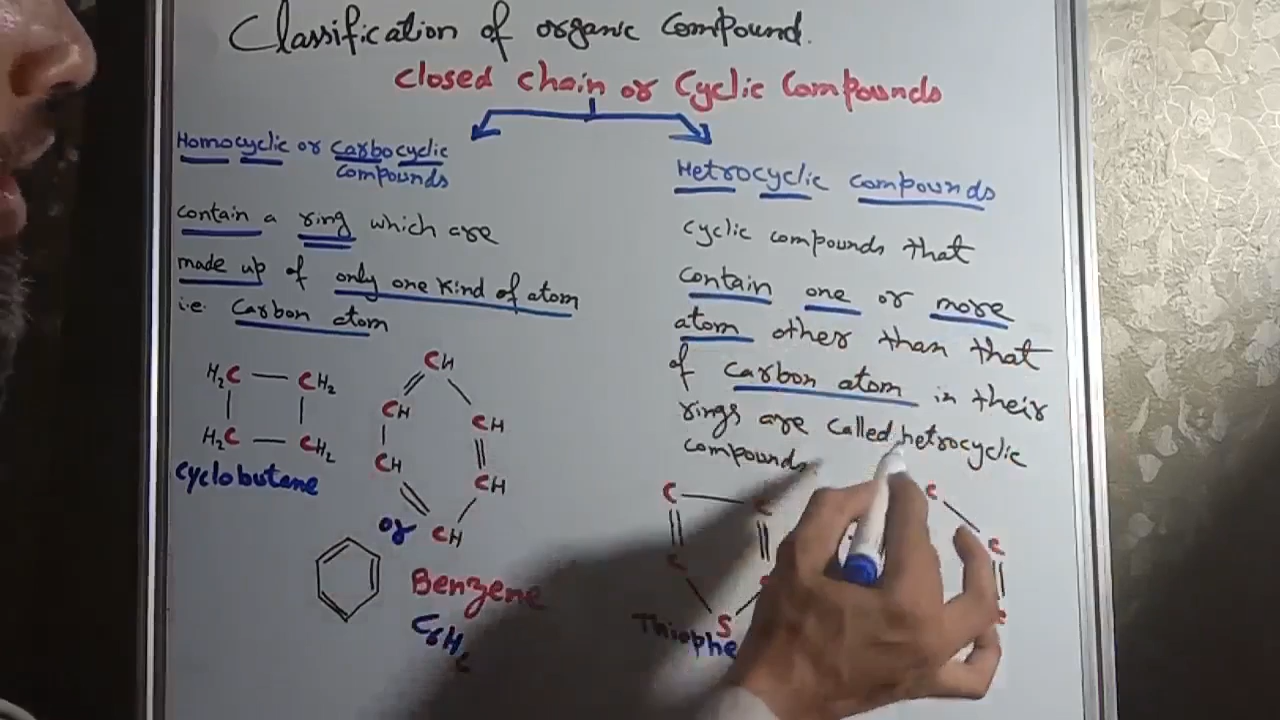 Classification of organic Compound.
Closed Chain or Cyclic Compounds
Homocyclic or Carbocyclic
compounds
contain a ring which are
made up of only one kind of atom
i.e. Carbon atom
H₂C — CH₂
H₂C — CH₂
Cyclobutane
CH
CH
CH
CH
CH
CH
or
Benzene
Hetrocyclic compounds
Cyclic compounds that
contain one or more
atom other than that
of Carbon atom in their
rings are called hetrocyclic
compounds
C
C
S
C
C